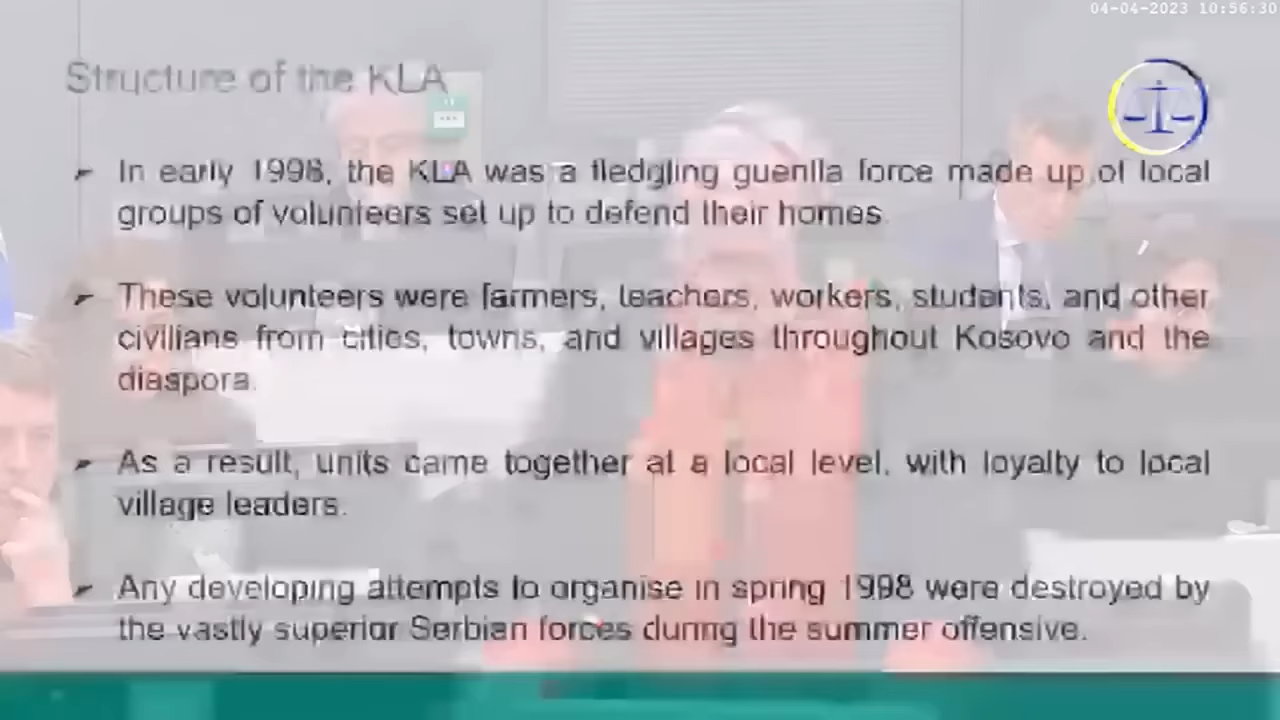 04-04-2023 10:56:30
Structure of the KLA
In early 1998, the KLA was a fledgling guerilla force made up of local
groups of volunteers set up to defend their homes.
These volunteers were farmers, teachers, workers, students, and other
civilians from cities, towns, and villages throughout Kosovo and the
diaspora.
As a result, units came together at a local level, with loyalty to local
village leaders.
Any developing attempts to organise in spring 1998 were destroyed by
the vastly superior Serbian forces during the summer offensive.